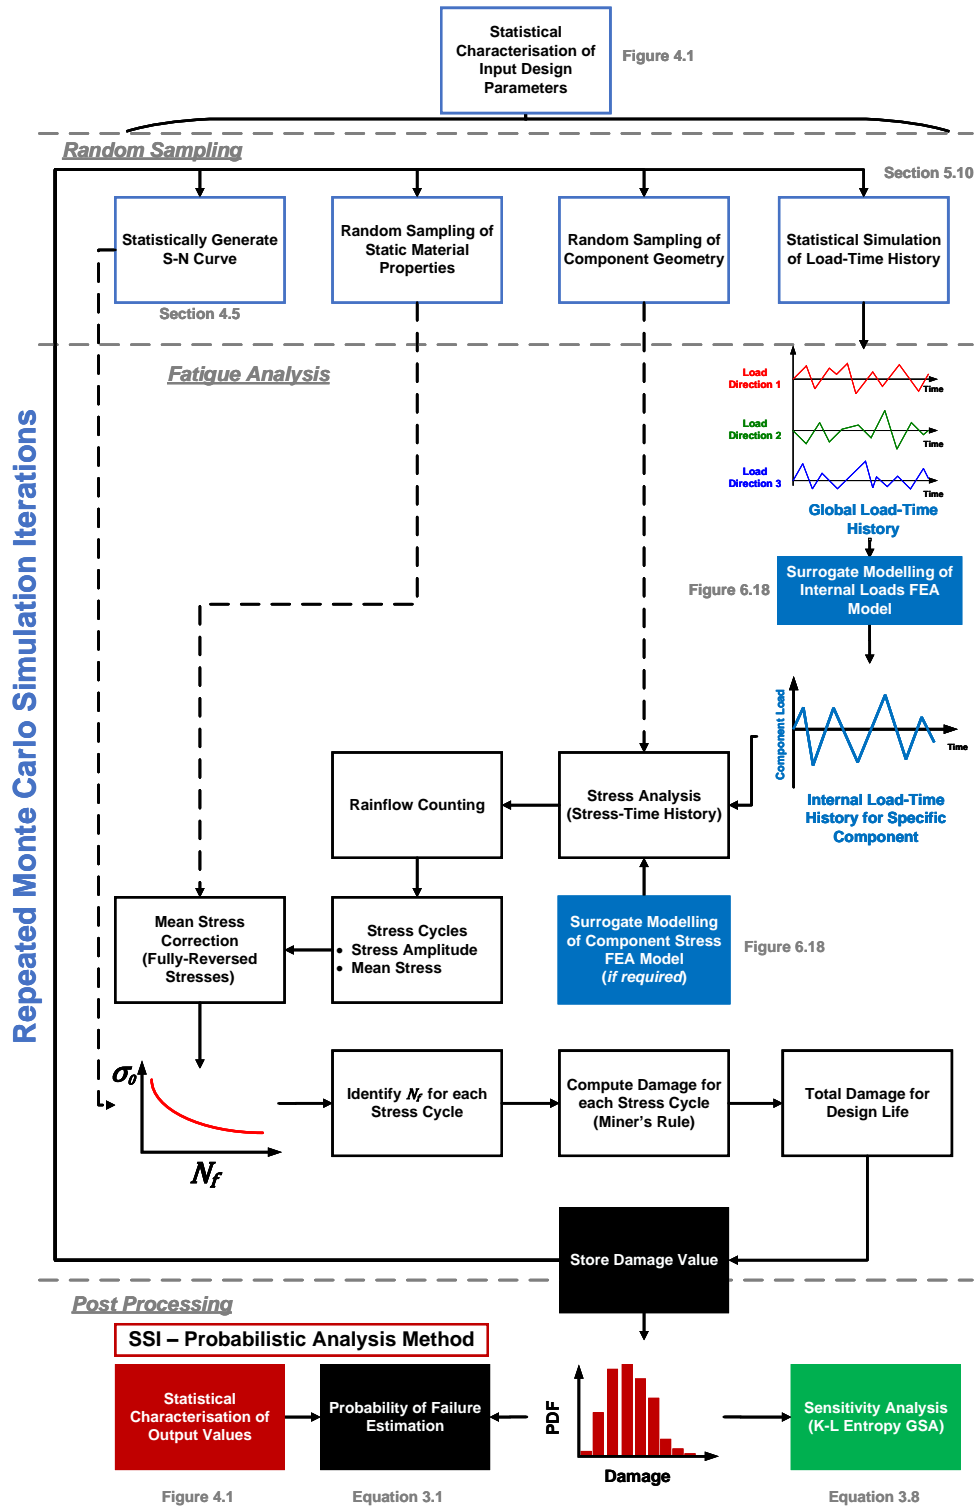 Statistical
Characterisation of
Input Design
Parameters
Figure 4.1
Random Sampling
Section 5.10
Statistically Generate
S-N Curve
Random Sampling of
Static Material
Properties
Random Sampling of
Component Geometry
Statistical Simulation
of Load-Time History
Section 4.5
Fatigue Analysis
Load
Direction 1
Time
Load
Direction 2
Time
Load
Direction 3
Time
Global Load-Time
History
Repeated Monte Carlo Simulation Iterations
Figure 6.18
Surrogate Modelling of
Internal Loads FEA
Model
Component Load
Time
Internal Load-Time
History for Specific
Component
Rainflow Counting
Stress Analysis
(Stress-Time History)
Mean Stress
Correction
(Fully-Reversed
Stresses)
Stress Cycles
• Stress Amplitude
• Mean Stress
Surrogate Modelling
of Component Stress
FEA Model
(if required)
Figure 6.18
σ₀
N_f
Identify N_f for each
Stress Cycle
Compute Damage for
each Stress Cycle
(Miner's Rule)
Total Damage for
Design Life
Store Damage Value
Post Processing
SSI – Probabilistic Analysis Method
Statistical
Characterisation of
Output Values
Probability of Failure
Estimation
PDF
Damage
Sensitivity Analysis
(K-L Entropy GSA)
Figure 4.1
Equation 3.1
Equation 3.8